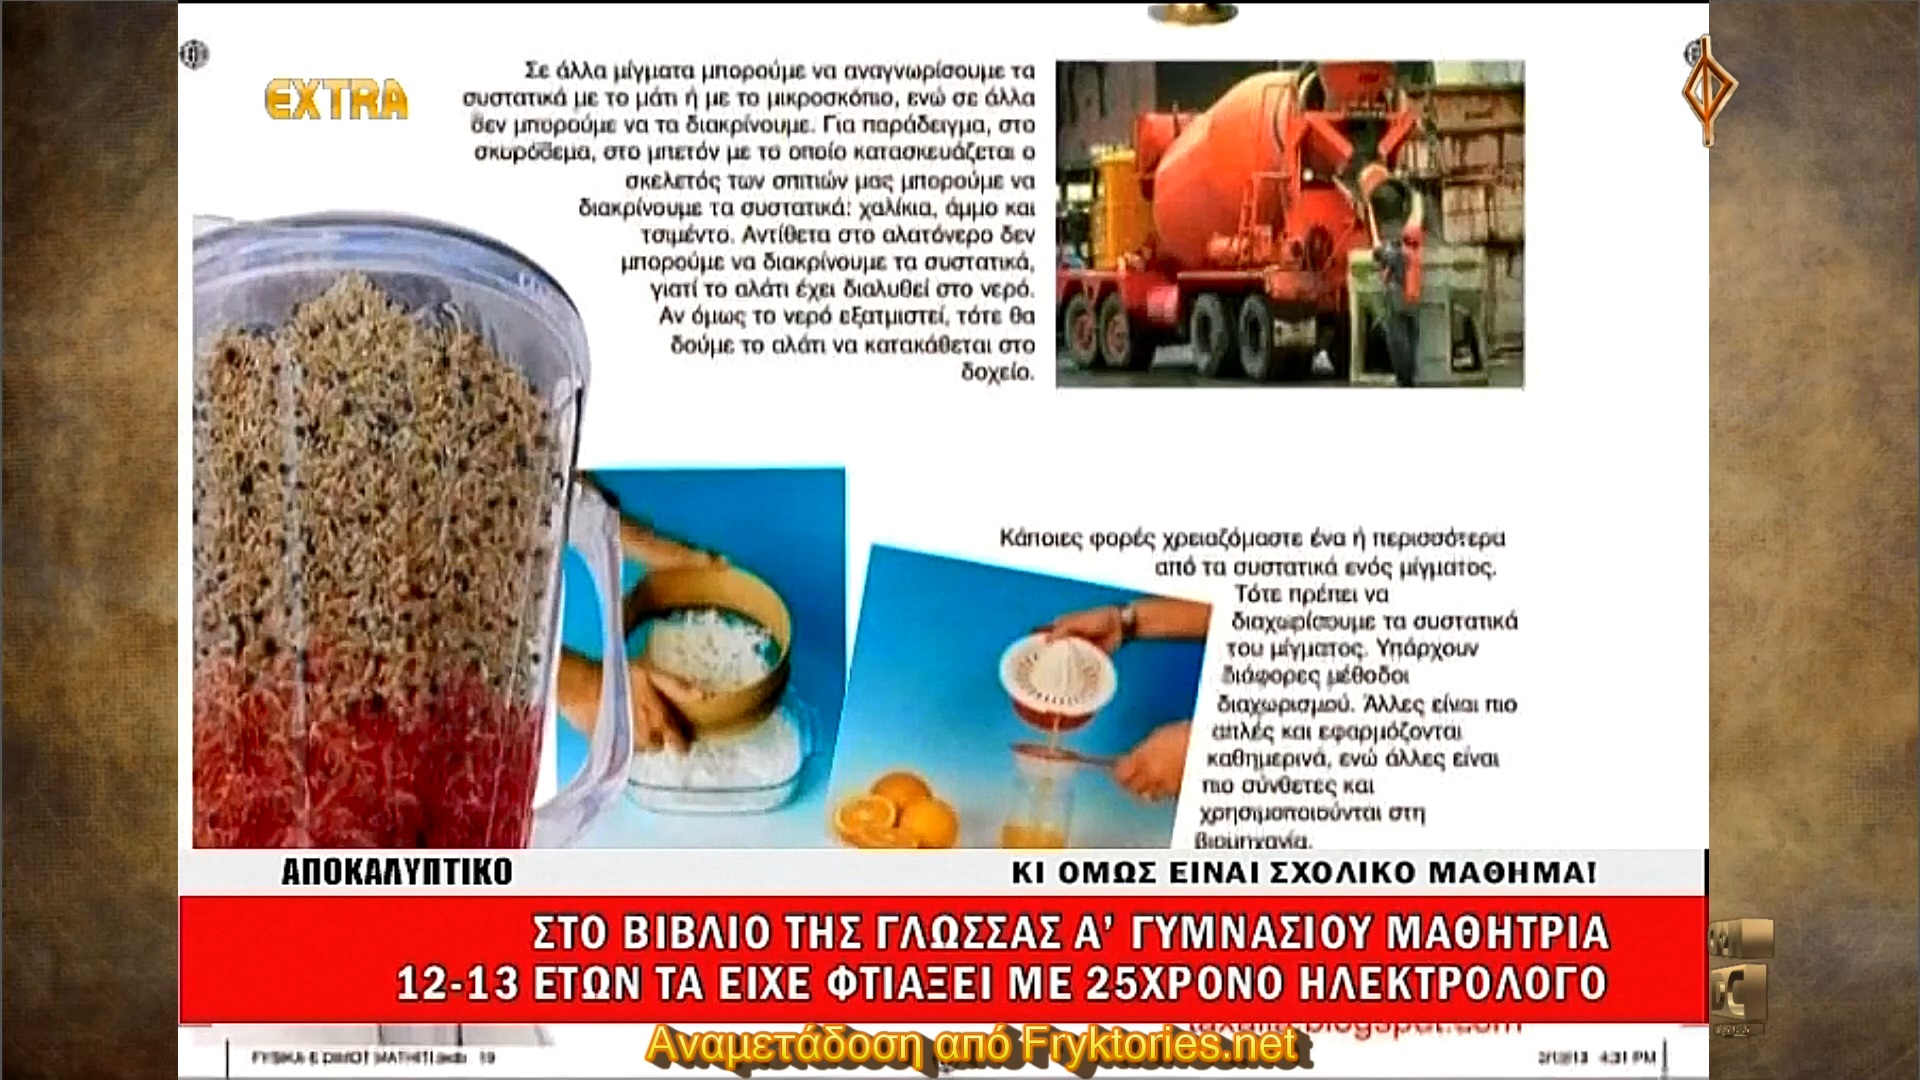 EXTRA
Σε άλλα μίγματα μπορούμε να αναγνωρίσουμε τα
συστατικά με το μάτι ή με το μικροσκόπιο, ενώ σε άλλα
δεν μπορούμε να τα διακρίνουμε. Για παράδειγμα, στο
σκυρόδεμα, στο μπετόν με το οποίο κατασκευάζεται ο
σκελετός των σπιτιών μας μπορούμε να
διακρίνουμε τα συστατικά: χαλίκια, άμμο και
τσιμέντο. Αντίθετα στο αλατόνερο δεν
μπορούμε να διακρίνουμε τα συστατικά,
γιατί το αλάτι έχει διαλυθεί στο νερό.
Αν όμως το νερό εξατμιστεί, τότε θα
δούμε το αλάτι να κατακάθεται στο
δοχείο.
Κάποιες φορές χρειαζόμαστε ένα ή περισσότερα
από τα συστατικά ενός μίγματος.
Τότε πρέπει να
διαχωρίσουμε τα συστατικά
του μίγματος. Υπάρχουν
διάφορες μέθοδοι
διαχωρισμού. Άλλες είναι πιο
απλές και εφαρμόζονται
καθημερινά, ενώ άλλες είναι
πιο σύνθετες και
χρησιμοποιούνται στη
βιομηχανία.
ΑΠΟΚΑΛΥΠΤΙΚΟ
ΚΙ ΟΜΩΣ ΕΙΝΑΙ ΣΧΟΛΙΚΟ ΜΑΘΗΜΑ!
ΣΤΟ ΒΙΒΛΙΟ ΤΗΣ ΓΛΩΣΣΑΣ Α' ΓΥΜΝΑΣΙΟΥ ΜΑΘΗΤΡΙΑ
12-13 ΕΤΩΝ ΤΑ ΕΙΧΕ ΦΤΙΑΞΕΙ ΜΕ 25ΧΡΟΝΟ ΗΛΕΚΤΡΟΛΟΓΟ
Αναμετάδοση από Fryktories.net
19
4:31 PM